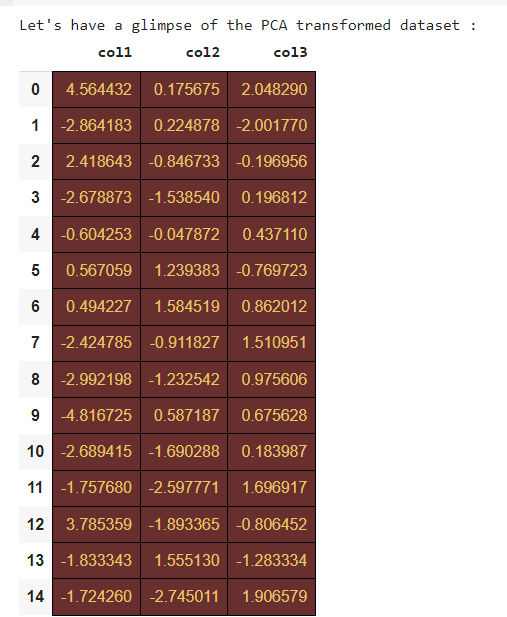 Let's have a glimpse of the PCA transformed dataset :
col1 col2 col3
0 4.564432 0.175675 2.048290
1 -2.864183 0.224878 -2.001770
2 2.418643 -0.846733 -0.196956
3 -2.678873 -1.538540 0.196812
4 -0.604253 -0.047872 0.437110
5 0.567059 1.239383 -0.769723
6 0.494227 1.584519 0.862012
7 -2.424785 -0.911827 1.510951
8 -2.992198 -1.232542 0.975606
9 -4.816725 0.587187 0.675628
10 -2.689415 -1.690288 0.183987
11 -1.757680 -2.597771 1.696917
12 3.785359 -1.893365 -0.806452
13 -1.833343 1.555130 -1.283334
14 -1.724260 -2.745011 1.906579